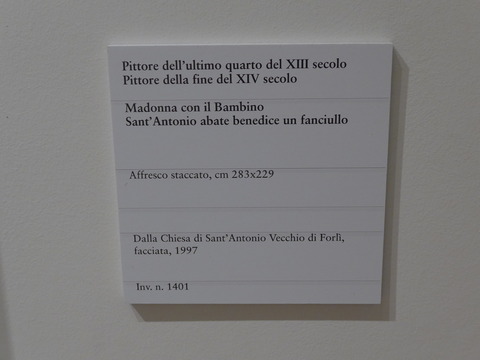 Pittore dell'ultimo quarto del XIII secolo
Pittore della fine del XIV secolo
Madonna con il Bambino
Sant'Antonio abate benedice un fanciullo
Affresco staccato, cm 283x229
Dalla Chiesa di Sant'Antonio Vecchio di Forlì,
facciata, 1997
Inv. n. 1401